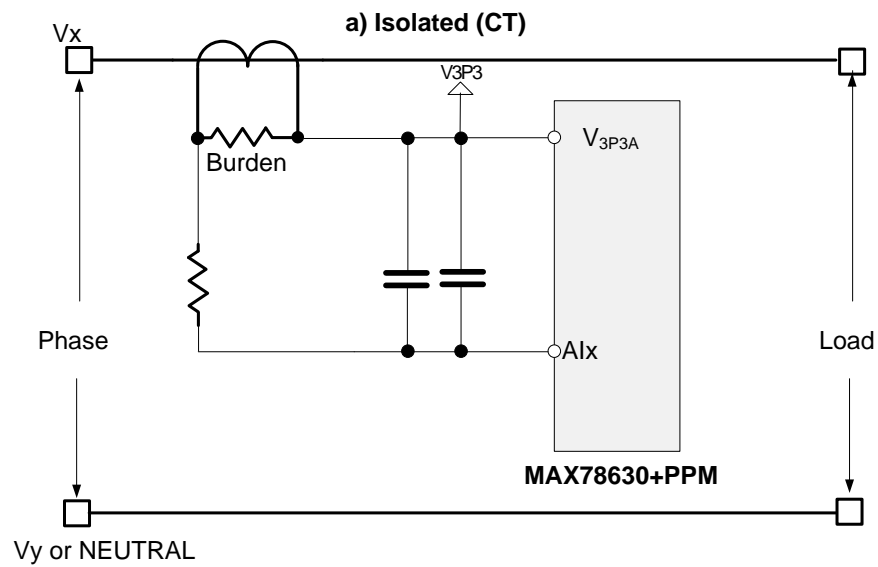 a) Isolated (CT)
Vx
V3P3
V3P3A
Burden
Phase
AIx
Load
MAX78630+PPM
Vy or NEUTRAL